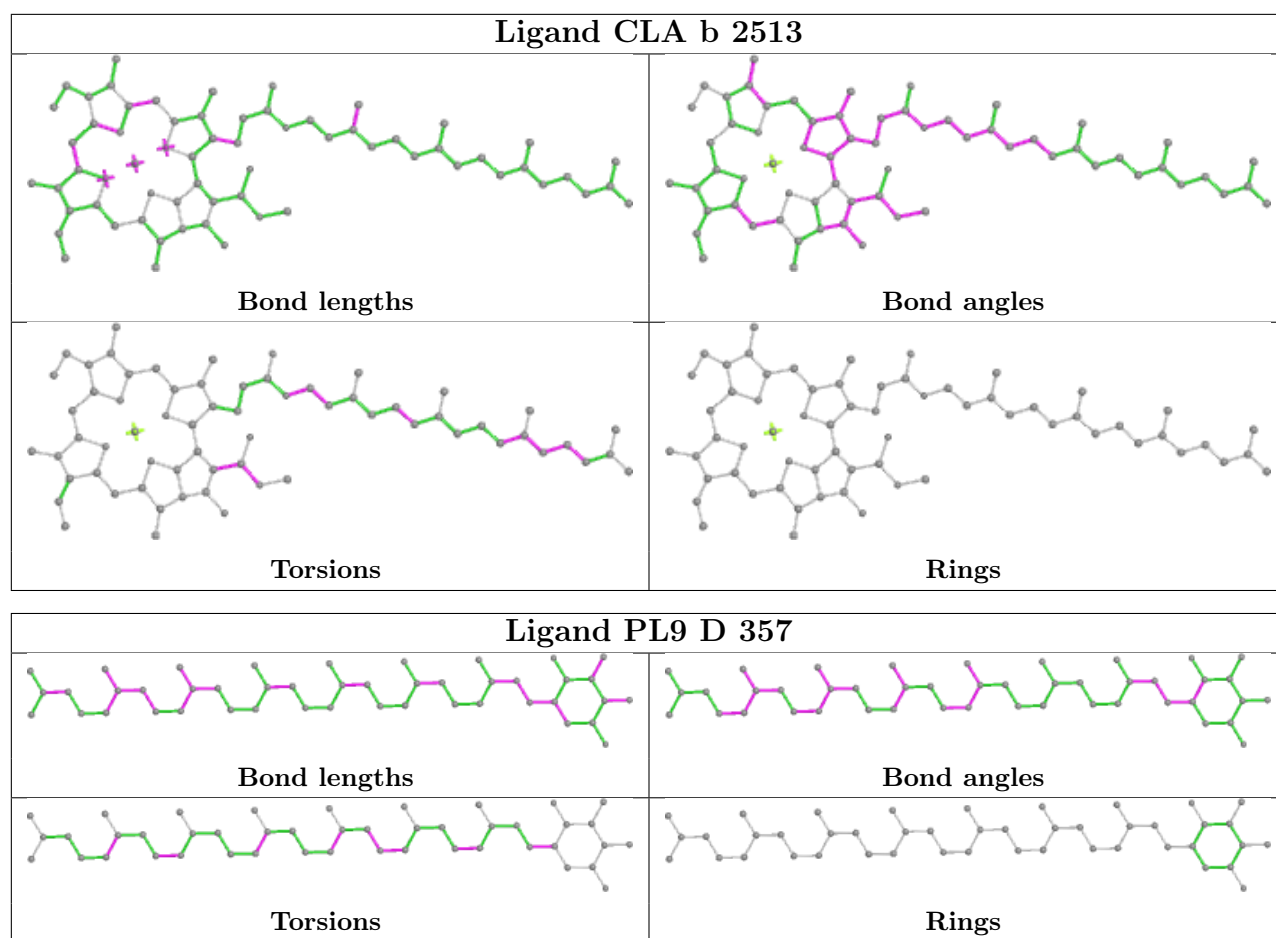 Ligand CLA b 2513
Bond lengths
Bond angles
Torsions
Rings
Ligand PL9 D 357
Bond lengths
Bond angles
Torsions
Rings